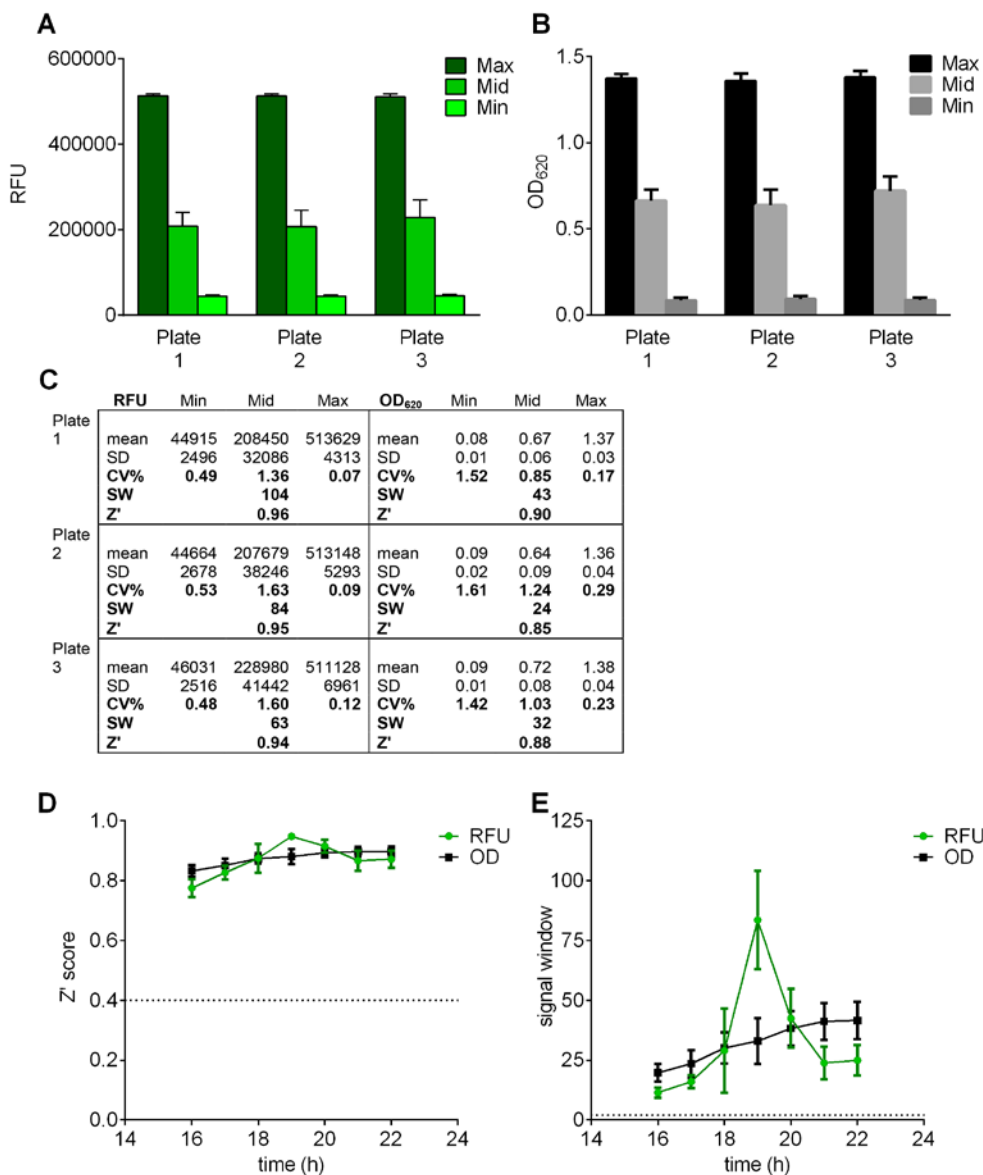 A
600000
400000
200000
0
RFU
Max
Mid
Min
Plate 1
Plate 2
Plate 3
B
1.5
1.0
0.5
0.0
OD₆₂₀
Max
Mid
Min
Plate 1
Plate 2
Plate 3
C
RFU Min Mid Max OD₆₂₀ Min Mid Max
Plate 1
mean 44915 208450 513629 mean 0.08 0.67 1.37
SD 2496 32086 4313 SD 0.01 0.06 0.03
CV% 0.49 1.36 0.07 CV% 1.52 0.85 0.17
SW 104 SW 43
Z' 0.96 Z' 0.90
Plate 2
mean 44664 207679 513148 mean 0.09 0.64 1.36
SD 2678 38246 5293 SD 0.02 0.09 0.04
CV% 0.53 1.63 0.09 CV% 1.61 1.24 0.29
SW 84 SW 24
Z' 0.95 Z' 0.85
Plate 3
mean 46031 228980 511128 mean 0.09 0.72 1.38
SD 2516 41442 6961 SD 0.01 0.08 0.04
CV% 0.48 1.60 0.12 CV% 1.42 1.03 0.23
SW 63 SW 32
Z' 0.94 Z' 0.88
D
1.0
0.8
0.6
0.4
0.2
0.0
Z' score
RFU
OD
14 16 18 20 22 24
time (h)
E
125
100
75
50
25
0
signal window
RFU
OD
14 16 18 20 22 24
time (h)